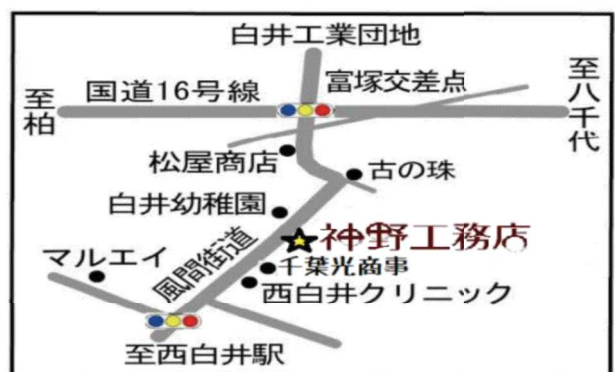 白井工業団地
国道16号線
富塚交差点
至柏
至八千代
松屋商店
古の珠
白井幼稚園
神野工務店
風間街道
マルエイ
千葉光商事
西白井クリニック
至西白井駅